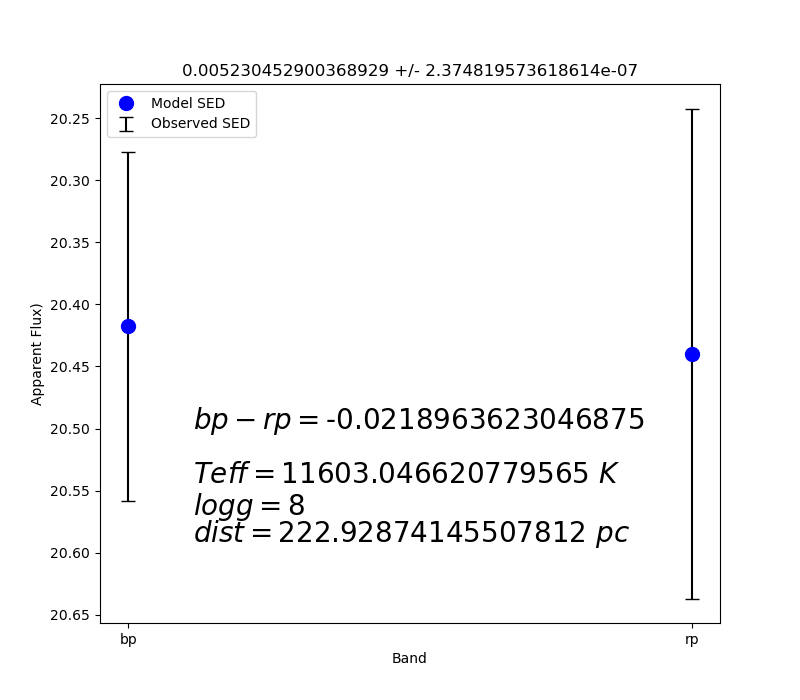 0.005230452900368929 +/- 2.374819573618614e-07
Model SED
Observed SED
20.25
20.30
20.35
20.40
20.45
20.50
20.55
20.60
20.65
Apparent Flux)
bp − rp = -0.0218963623046875
Teff = 11603.046620779565 K
logg = 8
dist = 222.92874145507812 pc
bp
rp
Band